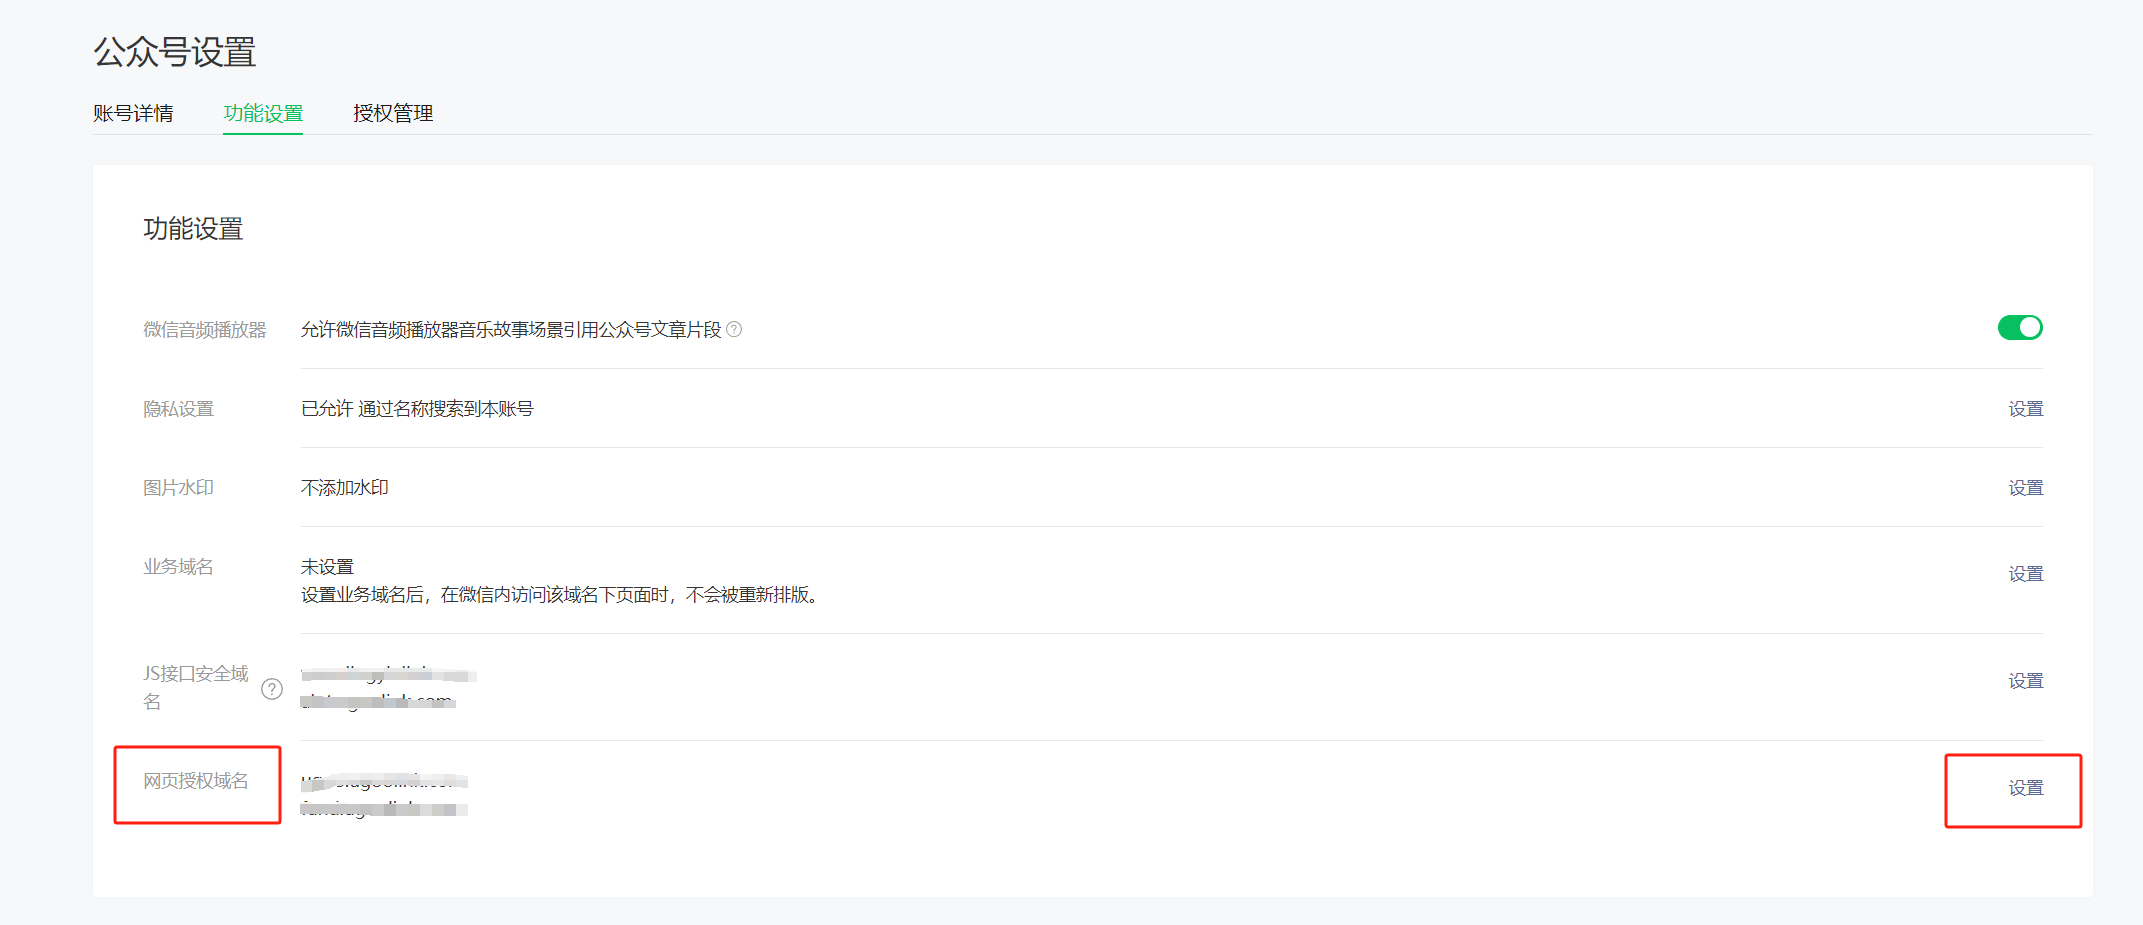 公众号设置
账号详情 功能设置 授权管理
功能设置
微信音频播放器 允许微信音频播放器音乐故事场景引用公众号文章片段
隐私设置 已允许 通过名称搜索到本账号 设置
图片水印 不添加水印 设置
业务域名 未设置 设置
设置业务域名后，在微信内访问该域名下页面时，不会被重新排版。
JS接口安全域名 设置
网页授权域名 设置